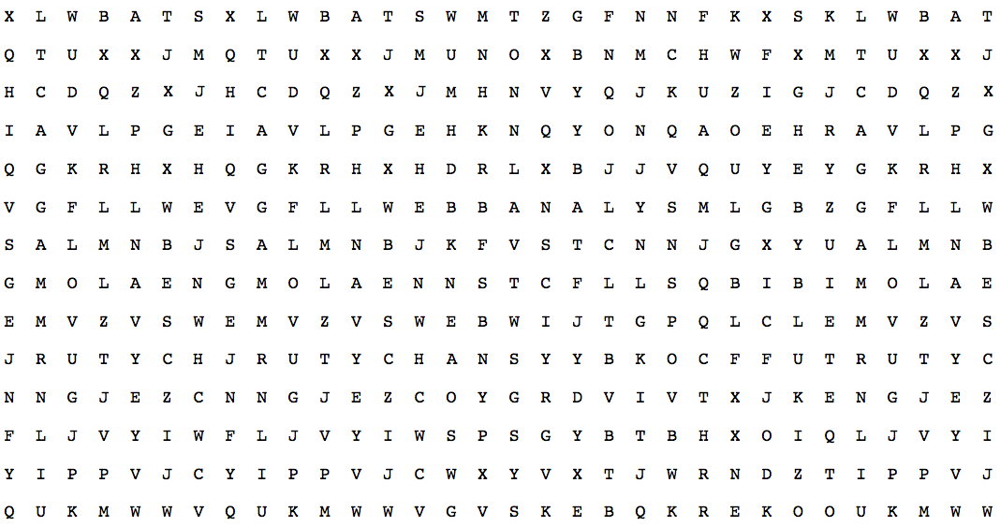 X L W B A T S X L W B A T S W M T Z G F N N F K X S K L W B A T
Q T U X X J M Q T U X X J M U N O X B N M C H W F X M T U X X J
H C D Q Z X J H C D Q Z X J M H N V Y Q J K U Z I G J C D Q Z X
I A V L P G E I A V L P G E H K N Q Y O N Q A O E H R A V L P G
Q G K R H X H Q G K R H X H D R L X B J J V Q U Y E Y G K R H X
V G F L L W E V G F L L W E B B A N A L Y S M L G B Z G F L L W
S A L M N B J S A L M N B J K F V S T C N N J G X Y U A L M N B
G M O L A E N G M O L A E N N S T C F L L S Q B I B I M O L A E
E M V Z V S W E M V Z V S W E B W I J T G P Q L C L E M V Z V S
J R U T Y C H J R U T Y C H A N S Y Y B K O C F F U T R U T Y C
N N G J E Z C N N G J E Z C O Y G R D V I V T X J K E N G J E Z
F L J V Y I W F L J V Y I W S P S G Y B T B H X O I Q L J V Y I
Y I P P V J C Y I P P V J C W X Y V X T J W R N D Z T I P P V J
Q U K M W W V Q U K M W W V G V S K E B Q K R E K O O U K M W W